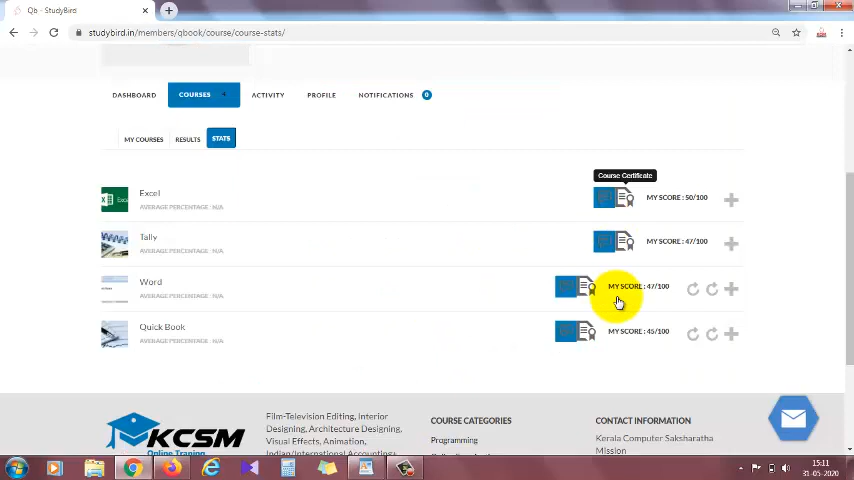 Qb - StudyBird
studybird.in/members/qbook/course/course-stats/
DASHBOARD COURSES ACTIVITY PROFILE NOTIFICATIONS 0
MY COURSES RESULTS STATS
Course Certificate
Excel
AVERAGE PERCENTAGE : N/A
MY SCORE : 50/100
Tally
AVERAGE PERCENTAGE : N/A
MY SCORE : 47/100
Word
AVERAGE PERCENTAGE : N/A
MY SCORE : 47/100
Quick Book
AVERAGE PERCENTAGE : N/A
MY SCORE : 45/100
KCSM
Online Traning
Film-Television Editing, Interior
Designing, Architecture Designing,
Visual Effects, Animation,
Indian/International Accounting,
COURSE CATEGORIES
Programming
CONTACT INFORMATION
Kerala Computer Saksharatha
Mission
15:11
31-05-2020